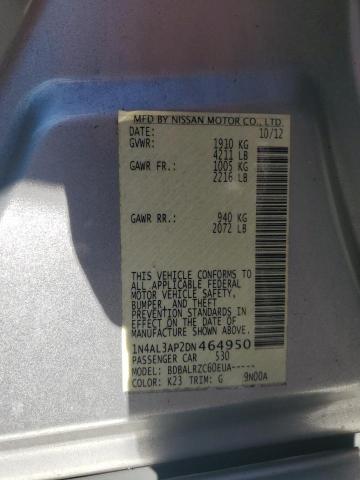 MFD BY NISSAN MOTOR CO., LTD.
DATE: 10/12
GVWR: 1910 KG
4211 LB
GAWR FR.: 1005 KG
2216 LB
GAWR RR.: 940 KG
2072 LB
THIS VEHICLE CONFORMS TO
ALL APPLICABLE FEDERAL
MOTOR VEHICLE SAFETY,
BUMPER, AND THEFT
PREVENTION STANDARDS IN
EFFECT ON THE DATE OF
MANUFACTURE SHOWN ABOVE.
1N4AL3AP2DN464950
PASSENGER CAR 530
MODEL: BDBALRZC60EUA-----
COLOR: K23 TRIM: G 9N00A